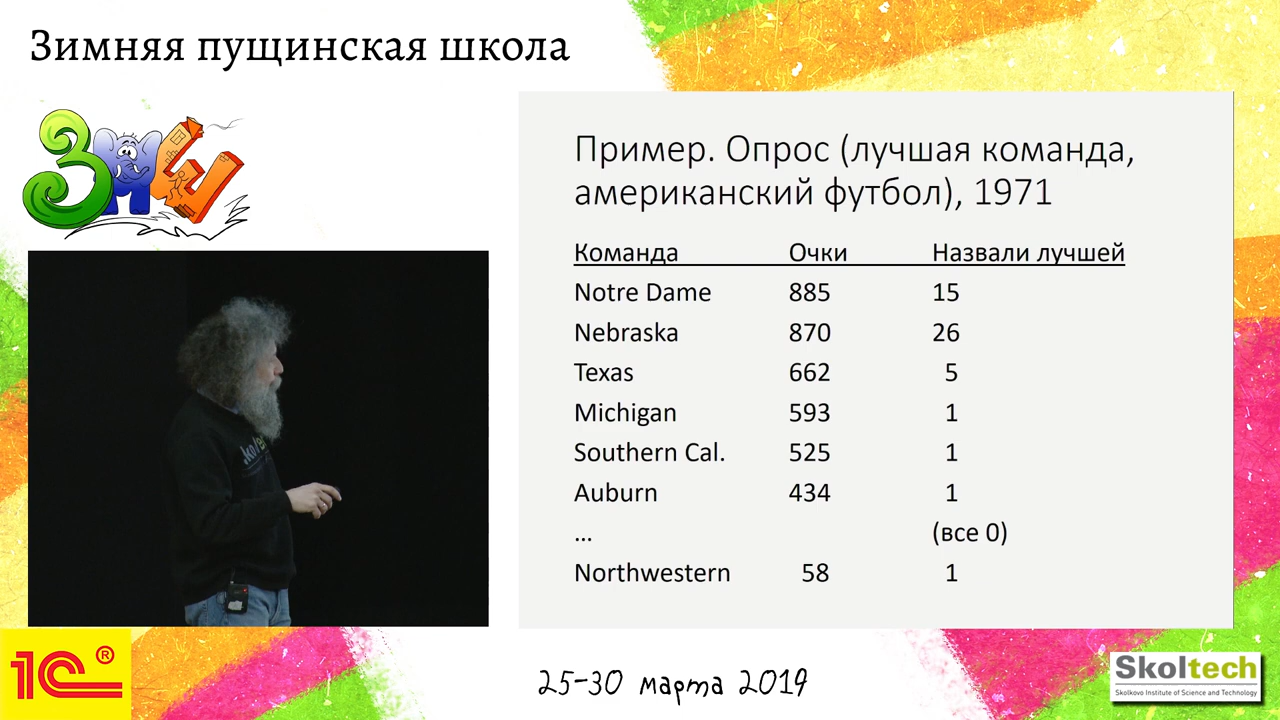 Зимняя пущинская школа
ЗПШ
Пример. Опрос (лучшая команда,
американский футбол), 1971
Команда Очки Назвали лучшей
Notre Dame 885 15
Nebraska 870 26
Texas 662 5
Michigan 593 1
Southern Cal. 525 1
Auburn 434 1
... (все 0)
Northwestern 58 1
1С®
25-30 марта 2019
Skoltech
Skolkovo Institute of Science and Technology